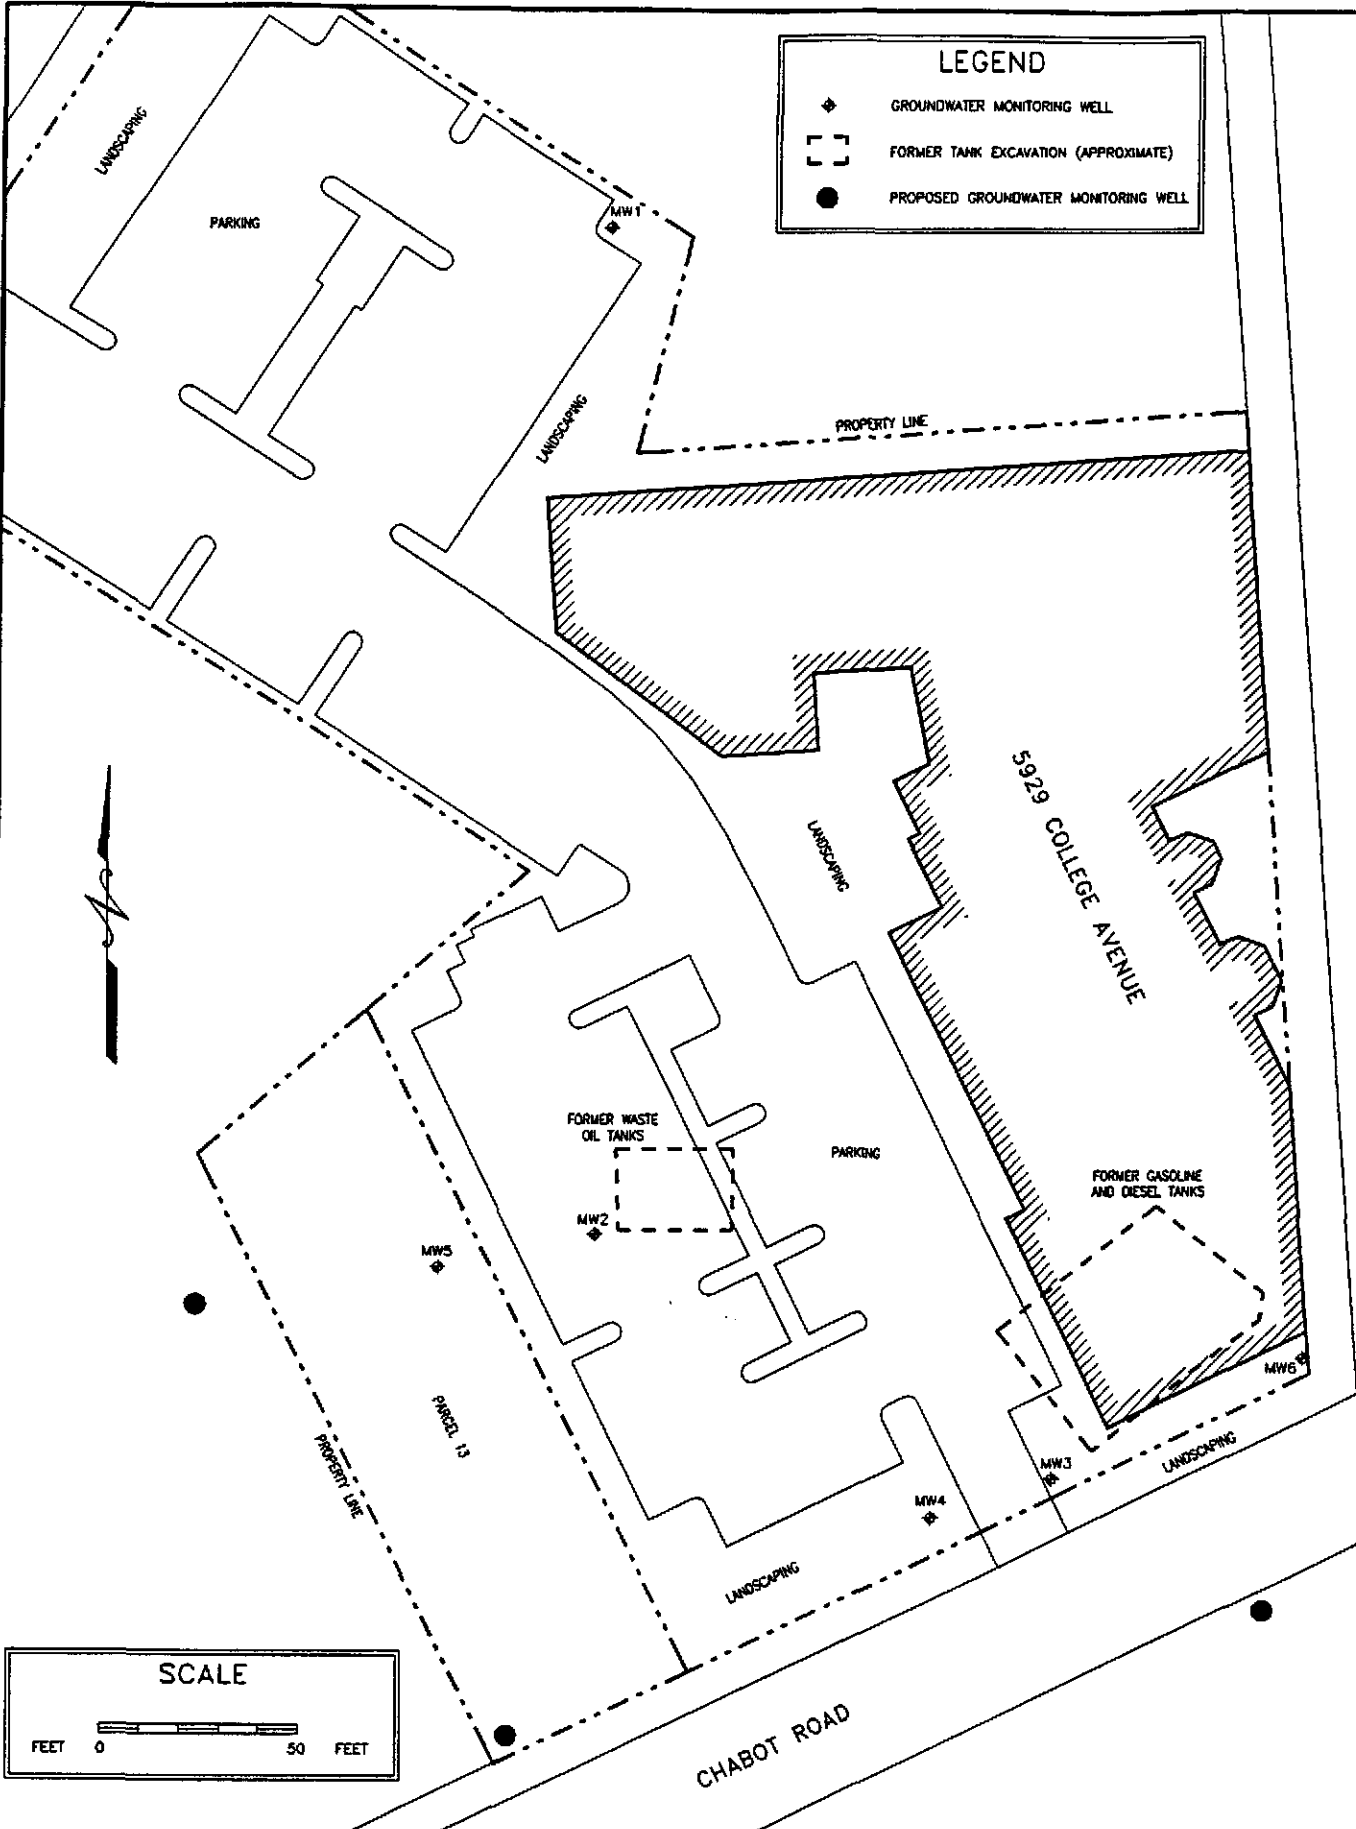 LEGEND
GROUNDWATER MONITORING WELL
FORMER TANK EXCAVATION (APPROXIMATE)
PROPOSED GROUNDWATER MONITORING WELL
LANDSCAPING
PARKING
MW1
LANDSCAPING
PROPERTY LINE
5929 COLLEGE AVENUE
LANDSCAPING
N
FORMER WASTE
OIL TANKS
PARKING
FORMER GASOLINE
AND DIESEL TANKS
MW2
MW5
MW6
PARCEL 13
PROPERTY LINE
MW3
LANDSCAPING
MW4
LANDSCAPING
CHABOT ROAD
SCALE
FEET 0 50 FEET